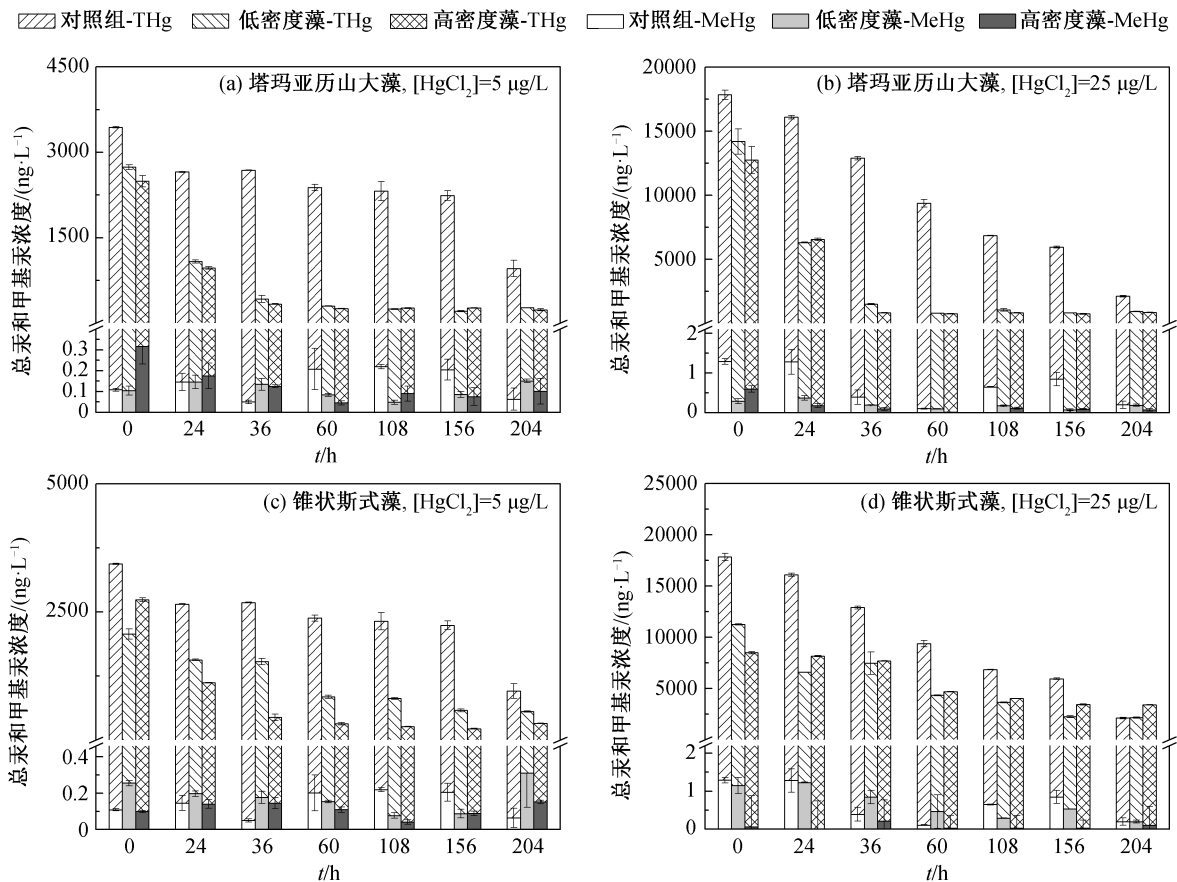 对照组-THg 低密度藻-THg 高密度藻-THg 对照组-MeHg 低密度藻-MeHg 高密度藻-MeHg
(a) 塔玛亚历山大藻, [HgCl₂]=5 μg/L
总汞和甲基汞浓度/(ng·L⁻¹)
4500
3000
1500
0.3
0.2
0.1
0
0 24 36 60 108 156 204
t/h
(b) 塔玛亚历山大藻, [HgCl₂]=25 μg/L
总汞和甲基汞浓度/(ng·L⁻¹)
20000
15000
10000
5000
2
1
0
0 24 36 60 108 156 204
t/h
(c) 锥状斯式藻, [HgCl₂]=5 μg/L
总汞和甲基汞浓度/(ng·L⁻¹)
5000
2500
0.4
0.2
0
0 24 36 60 108 156 204
t/h
(d) 锥状斯式藻, [HgCl₂]=25 μg/L
总汞和甲基汞浓度/(ng·L⁻¹)
25000
20000
15000
10000
5000
2
1
0
0 24 36 60 108 156 204
t/h